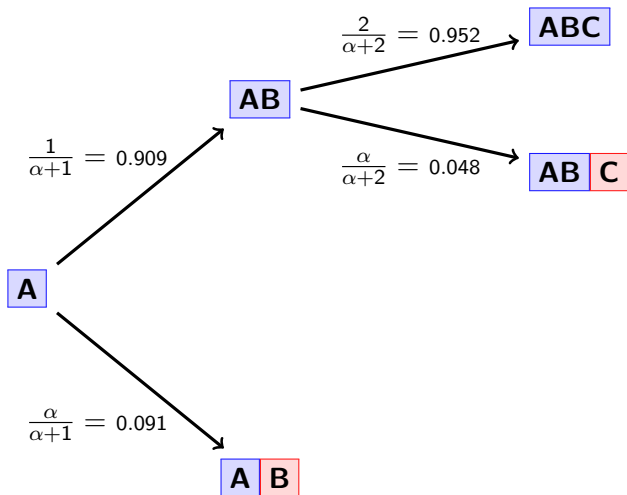 2/(α+2) = 0.952
ABC
AB
1/(α+1) = 0.909
α/(α+2) = 0.048
AB C
A
α/(α+1) = 0.091
A B